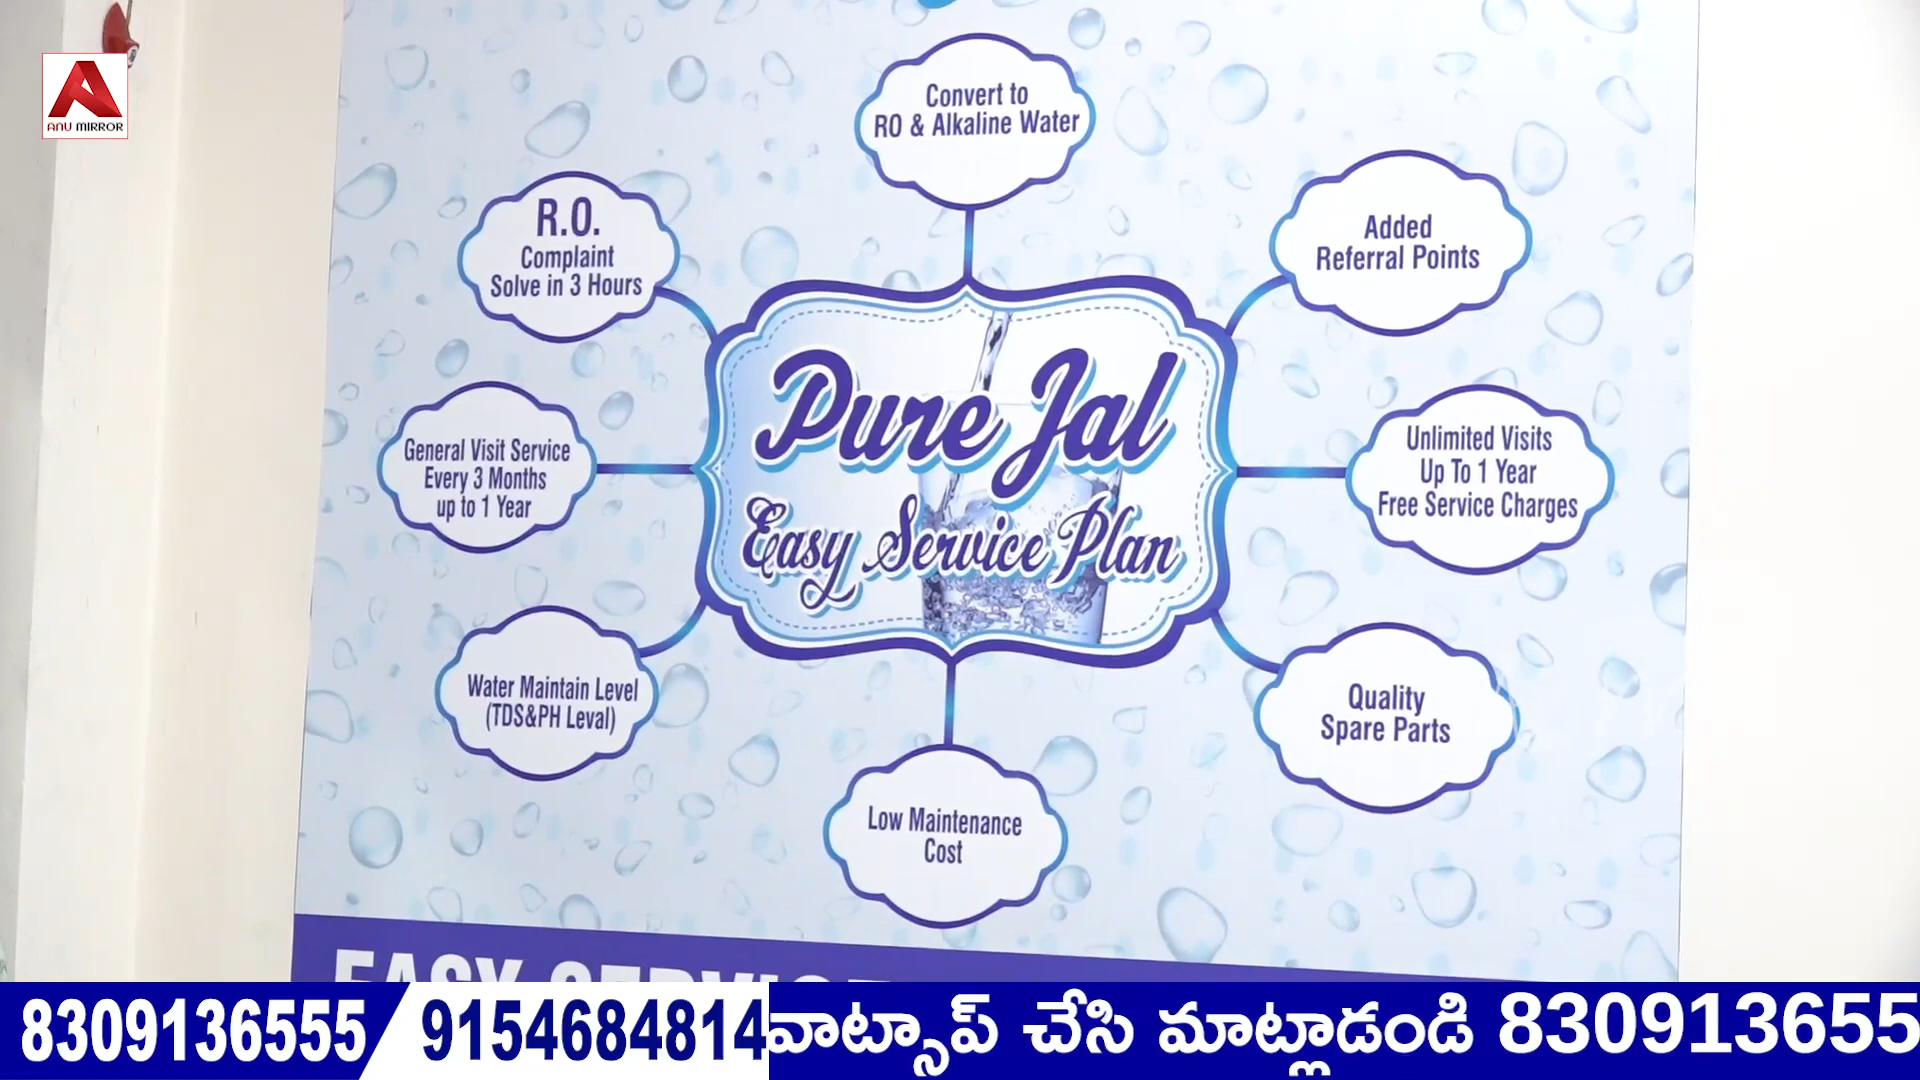 ANU MIRROR
Convert to
RO & Alkaline Water
R.O.
Complaint
Solve in 3 Hours
Added
Referral Points
Pure Jal
Easy Service Plan
General Visit Service
Every 3 Months
up to 1 Year
Unlimited Visits
Up To 1 Year
Free Service Charges
Water Maintain Level
(TDS&PH Leval)
Quality
Spare Parts
Low Maintenance
Cost
EASY SERVICE
8309136555 9154684814 వాట్సాప్ చేసి మాట్లాడండి 830913655